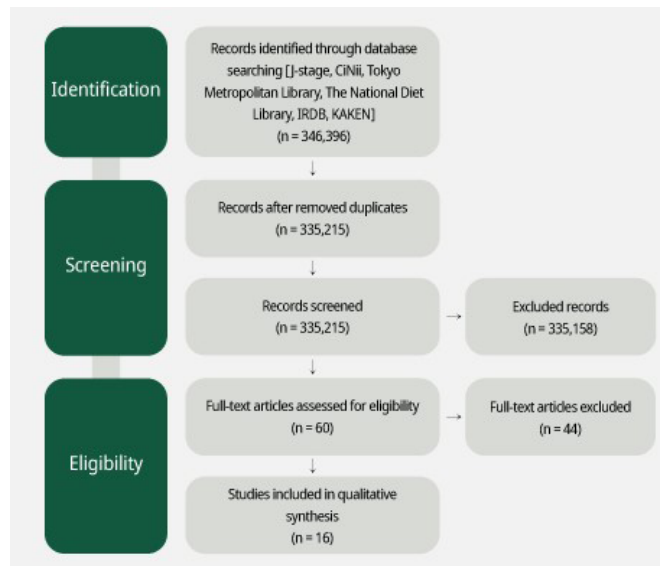 Identification
Records identified through database
searching [J-stage, CiNii, Tokyo
Metropolitan Library, The National Diet
Library, IRDB, KAKEN]
(n = 346,396)
↓
Records after removed duplicates
(n = 335,215)
↓
Screening
Records screened
(n = 335,215)
→
Excluded records
(n = 335,158)
↓
Full-text articles assessed for eligibility
(n = 60)
→
Full-text articles excluded
(n = 44)
↓
Eligibility
Studies included in qualitative
synthesis
(n = 16)